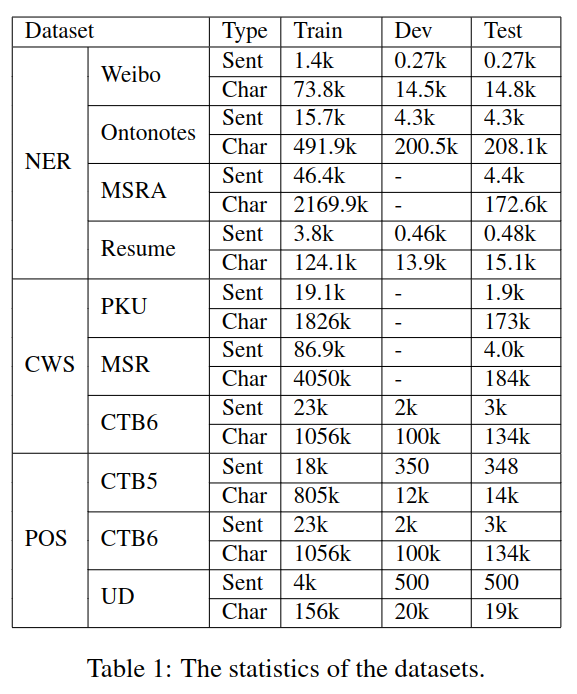 Dataset Type Train Dev Test
NER Weibo Sent 1.4k 0.27k 0.27k
Char 73.8k 14.5k 14.8k
Ontonotes Sent 15.7k 4.3k 4.3k
Char 491.9k 200.5k 208.1k
MSRA Sent 46.4k - 4.4k
Char 2169.9k - 172.6k
Resume Sent 3.8k 0.46k 0.48k
Char 124.1k 13.9k 15.1k
CWS PKU Sent 19.1k - 1.9k
Char 1826k - 173k
MSR Sent 86.9k - 4.0k
Char 4050k - 184k
CTB6 Sent 23k 2k 3k
Char 1056k 100k 134k
POS CTB5 Sent 18k 350 348
Char 805k 12k 14k
CTB6 Sent 23k 2k 3k
Char 1056k 100k 134k
UD Sent 4k 500 500
Char 156k 20k 19k
Table 1: The statistics of the datasets.